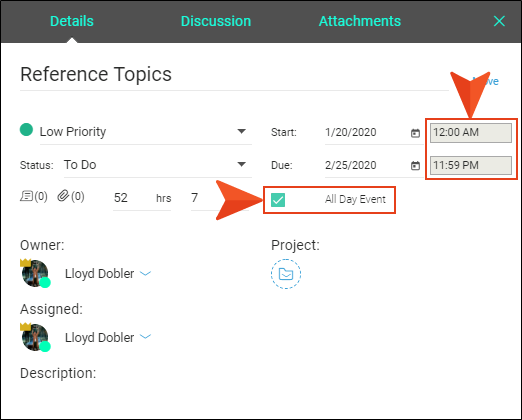 Details Discussion Attachments
Reference Topics
Low Priority Start: 1/20/2020 12:00 AM
Status: To Do Due: 2/25/2020 11:59 PM
(0) (0) 52 hrs 7 All Day Event
Owner: Project:
Lloyd Dobler
Assigned:
Lloyd Dobler
Description: